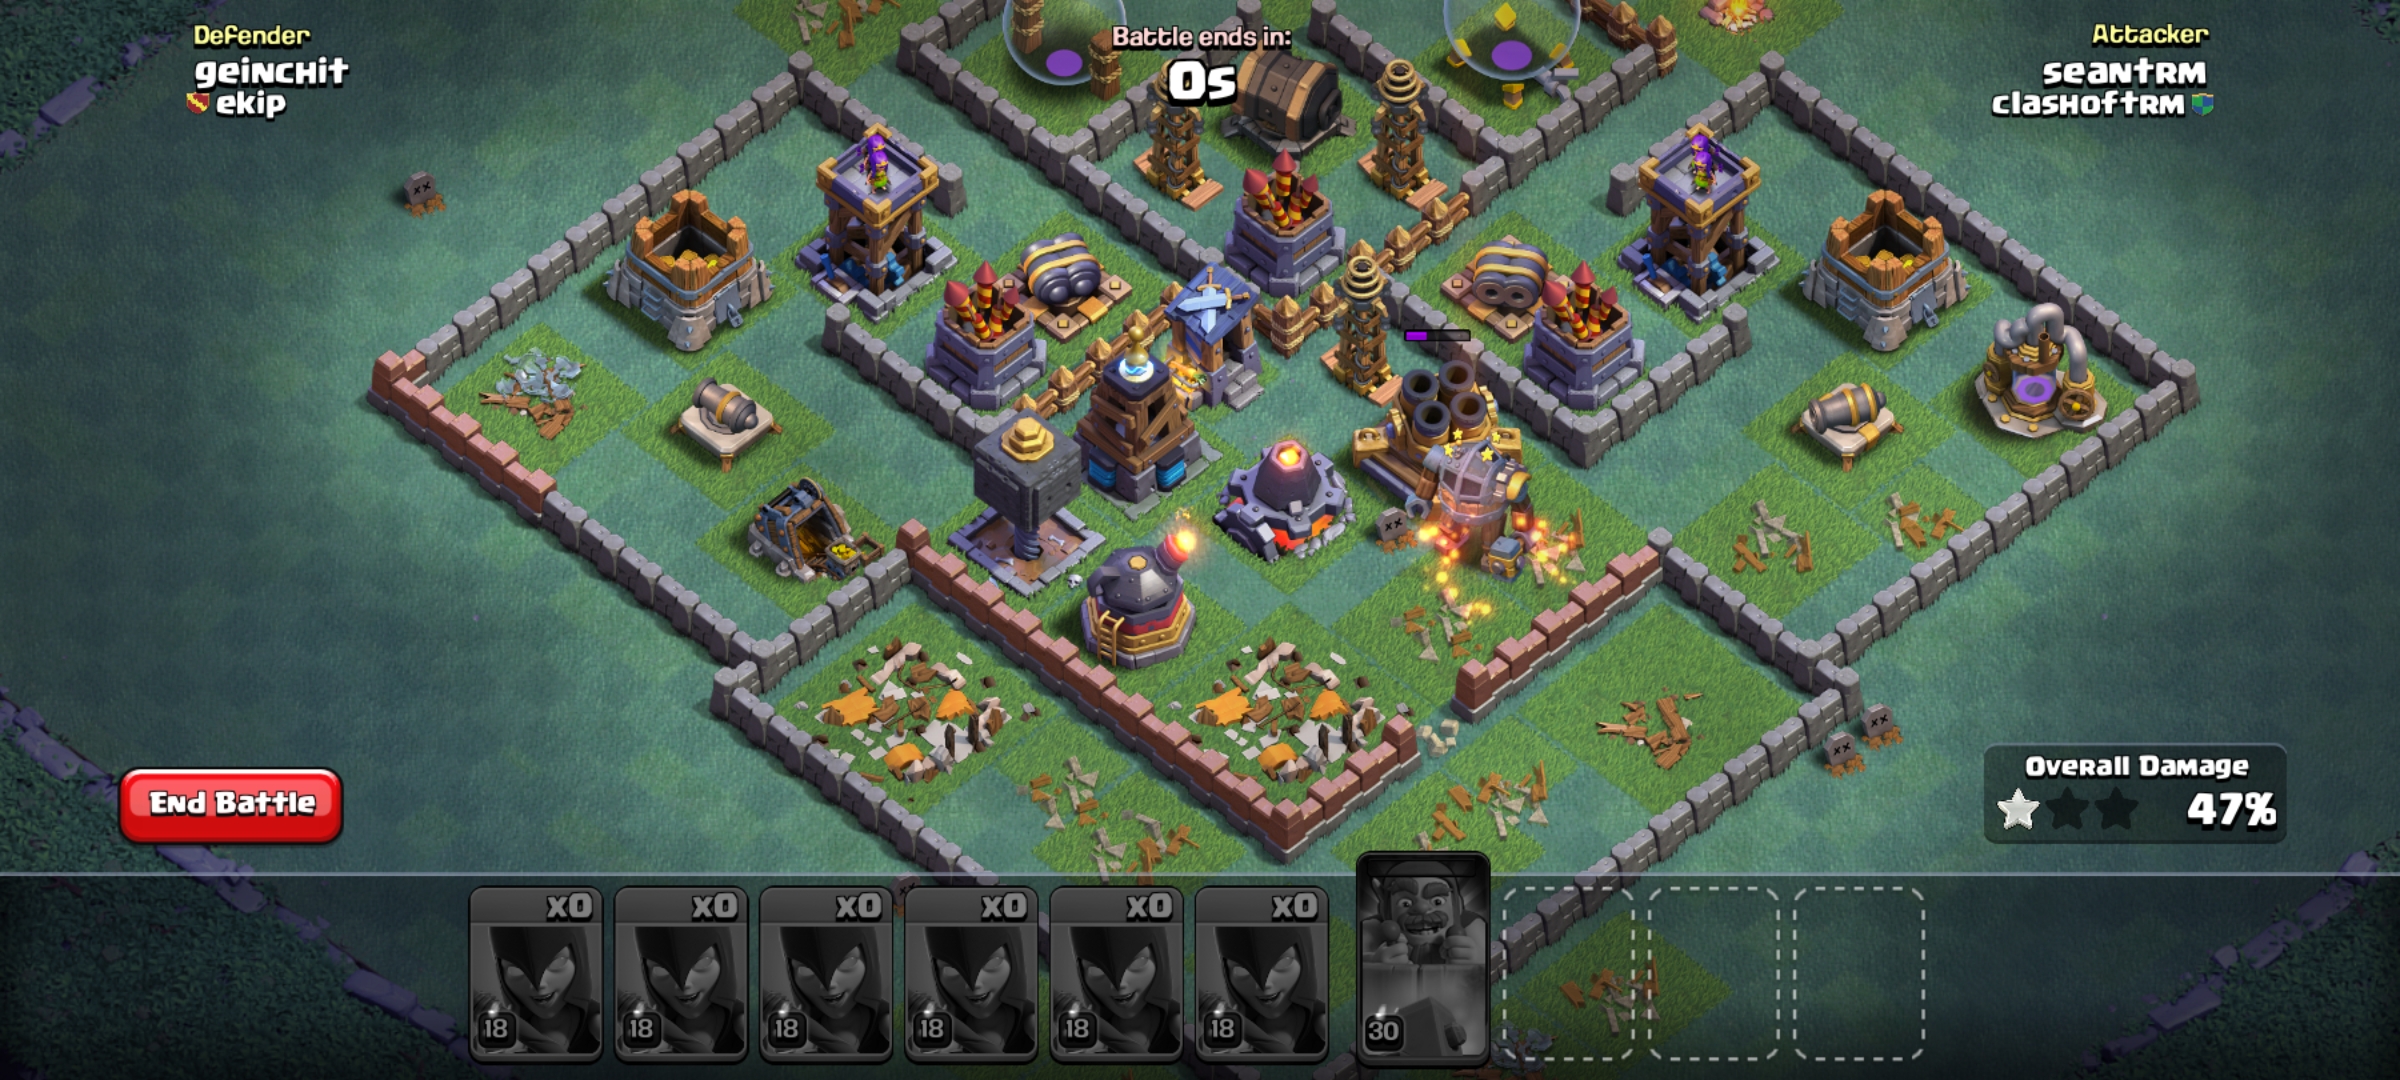 Defender
geinchit
ekip
Battle ends in:
0s
Attacker
seantRM
clashoftRM
End Battle
Overall Damage
47%
x0
x0
x0
x0
x0
x0
18
18
18
18
18
18
30